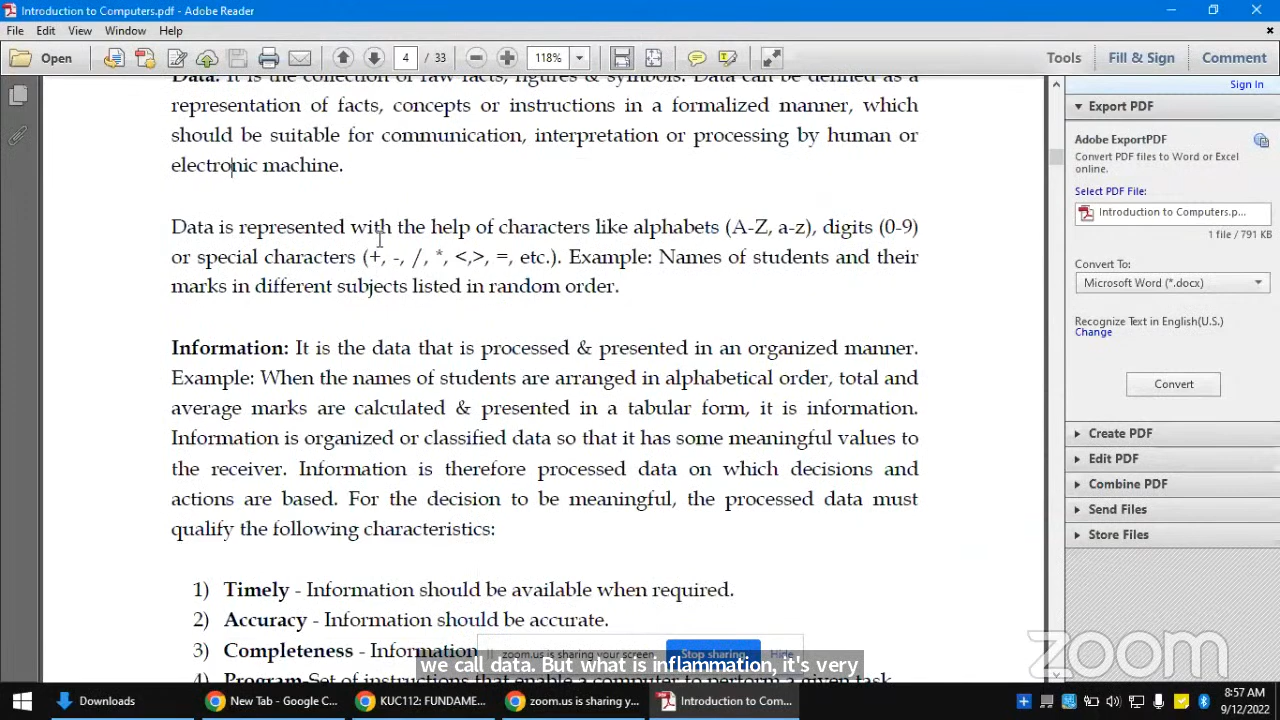 Introduction to Computers.pdf - Adobe Reader
File Edit View Window Help
Open 4 / 33 118% Tools Fill & Sign Comment
Data: It is the collection of raw facts, figures & symbols. Data can be defined as a
representation of facts, concepts or instructions in a formalized manner, which
should be suitable for communication, interpretation or processing by human or
electronic machine.
Data is represented with the help of characters like alphabets (A-Z, a-z), digits (0-9)
or special characters (+, -, /, *, <,>, =, etc.). Example: Names of students and their
marks in different subjects listed in random order.
Information: It is the data that is processed & presented in an organized manner.
Example: When the names of students are arranged in alphabetical order, total and
average marks are calculated & presented in a tabular form, it is information.
Information is organized or classified data so that it has some meaningful values to
the receiver. Information is therefore processed data on which decisions and
actions are based. For the decision to be meaningful, the processed data must
qualify the following characteristics:
1) Timely - Information should be available when required.
2) Accuracy - Information should be accurate.
3) Completeness - Information
4) Program-Set of instructions that enable a computer to perform a given task
Sign In
Export PDF
Adobe ExportPDF
Convert PDF files to Word or Excel
online.
Select PDF File:
Introduction to Computers.p...
1 file / 791 KB
Convert To:
Microsoft Word (*.docx)
Recognize Text in English(U.S.)
Change
Convert
Create PDF
Edit PDF
Combine PDF
Send Files
Store Files
zoom.us is sharing your screen. Stop sharing Hide
we call data. But what is inflammation, it's very
zoom
Downloads New Tab - Google C... KUC112: FUNDAME... zoom.us is sharing y... Introduction to Com...
8:57 AM
9/12/2022